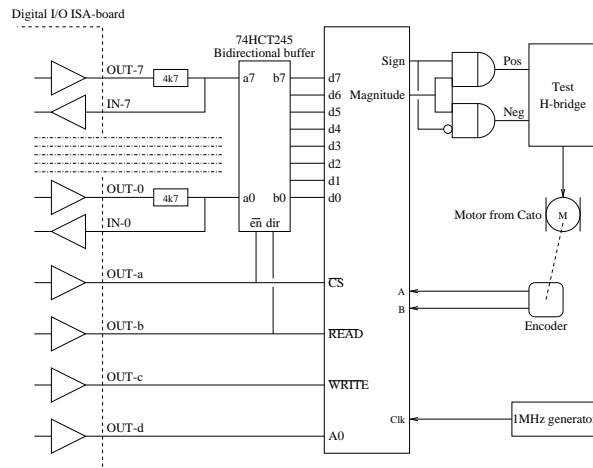 Digital I/O ISA-board
74HCT245
Bidirectional buffer
OUT-7
4k7
a7
b7
d7
Sign
Pos
Test
H-bridge
IN-7
d6
Magnitude
d5
Neg
d4
d3
d2
d1
OUT-0
4k7
a0
b0
d0
IN-0
en dir
Motor from Cato
M
OUT-a
CS
A
B
Encoder
OUT-b
READ
OUT-c
WRITE
OUT-d
A0
Clk
1MHz generator